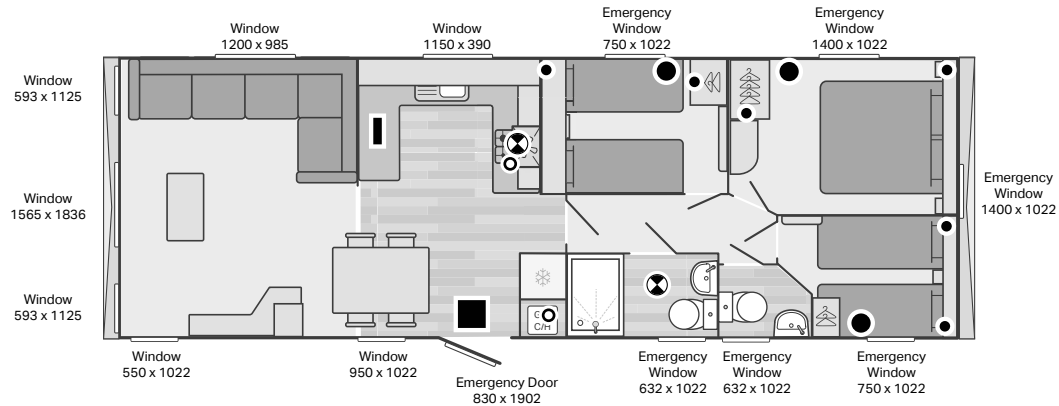 Window
1200 x 985
Window
1150 x 390
Emergency
Window
750 x 1022
Emergency
Window
1400 x 1022
Window
593 x 1125
Window
1565 x 1836
Emergency
Window
1400 x 1022
Window
593 x 1125
C/H
Window
550 x 1022
Window
950 x 1022
Emergency Door
830 x 1902
Emergency
Window
632 x 1022
Emergency
Window
632 x 1022
Emergency
Window
750 x 1022